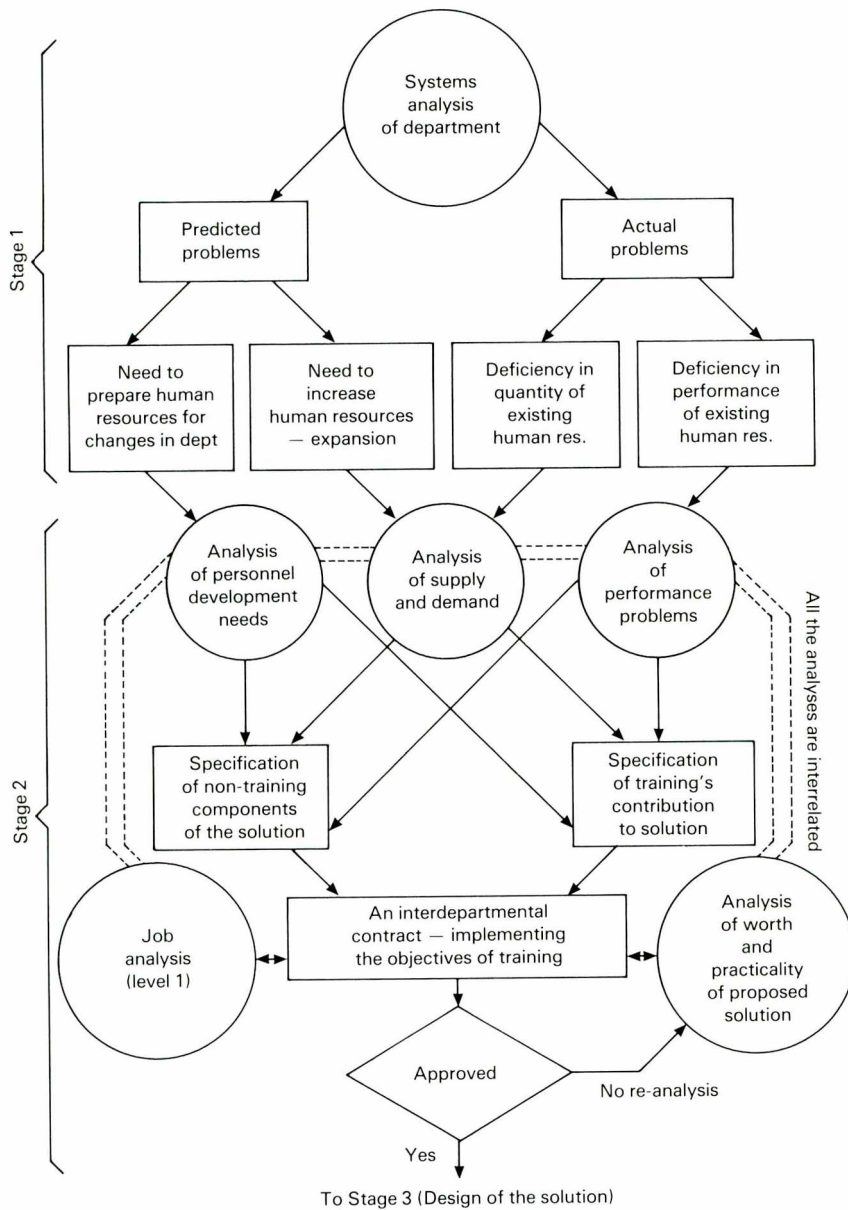 Systems
analysis
of department
Stage 1
Predicted
problems
Actual
problems
Need to
prepare human
resources for
changes in dept
Need to
increase
human resources
— expansion
Deficiency in
quantity of
existing
human res.
Deficiency in
performance
of existing
human res.
Stage 2
Analysis
of personnel
development
needs
Analysis
of supply
and demand
Analysis
of
performance
problems
All the analyses are interrelated
Specification
of non-training
components
of the solution
Specification
of training's
contribution
to solution
Job
analysis
(level 1)
An interdepartmental
contract — implementing
the objectives of training
Analysis
of worth
and
practicality
of proposed
solution
Approved
No re-analysis
Yes
To Stage 3 (Design of the solution)